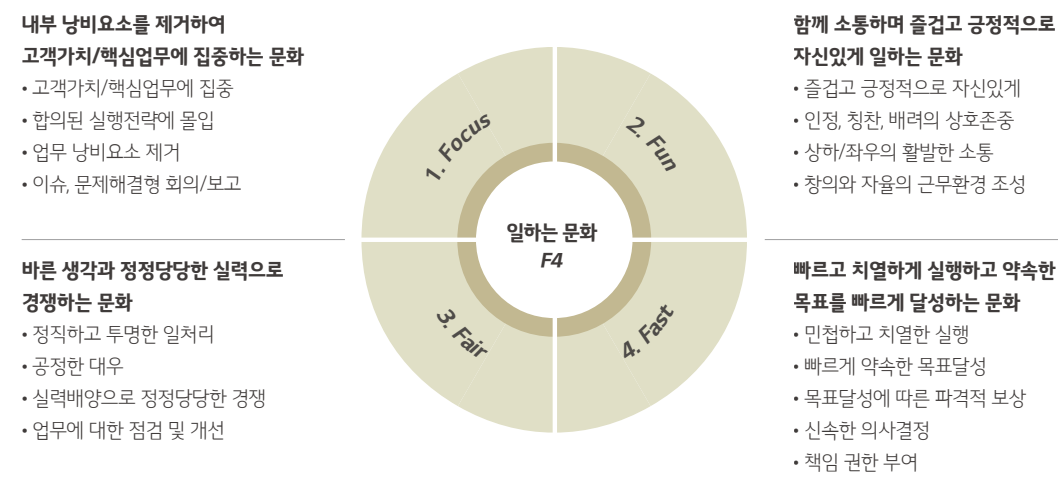 내부 낭비요소를 제거하여
고객가치/핵심업무에 집중하는 문화
• 고객가치/핵심업무에 집중
• 합의된 실행전략에 몰입
• 업무 낭비요소 제거
• 이슈, 문제해결형 회의/보고
함께 소통하며 즐겁고 긍정적으로
자신있게 일하는 문화
• 즐겁고 긍정적으로 자신있게
• 인정, 칭찬, 배려의 상호존중
• 상하/좌우의 활발한 소통
• 창의와 자율의 근무환경 조성
1. Focus
2. Fun
일하는 문화
F4
3. Fair
4. Fast
바른 생각과 정정당당한 실력으로
경쟁하는 문화
• 정직하고 투명한 일처리
• 공정한 대우
• 실력배양으로 정정당당한 경쟁
• 업무에 대한 점검 및 개선
빠르고 치열하게 실행하고 약속한
목표를 빠르게 달성하는 문화
• 민첩하고 치열한 실행
• 빠르게 약속한 목표달성
• 목표달성에 따른 파격적 보상
• 신속한 의사결정
• 책임 권한 부여